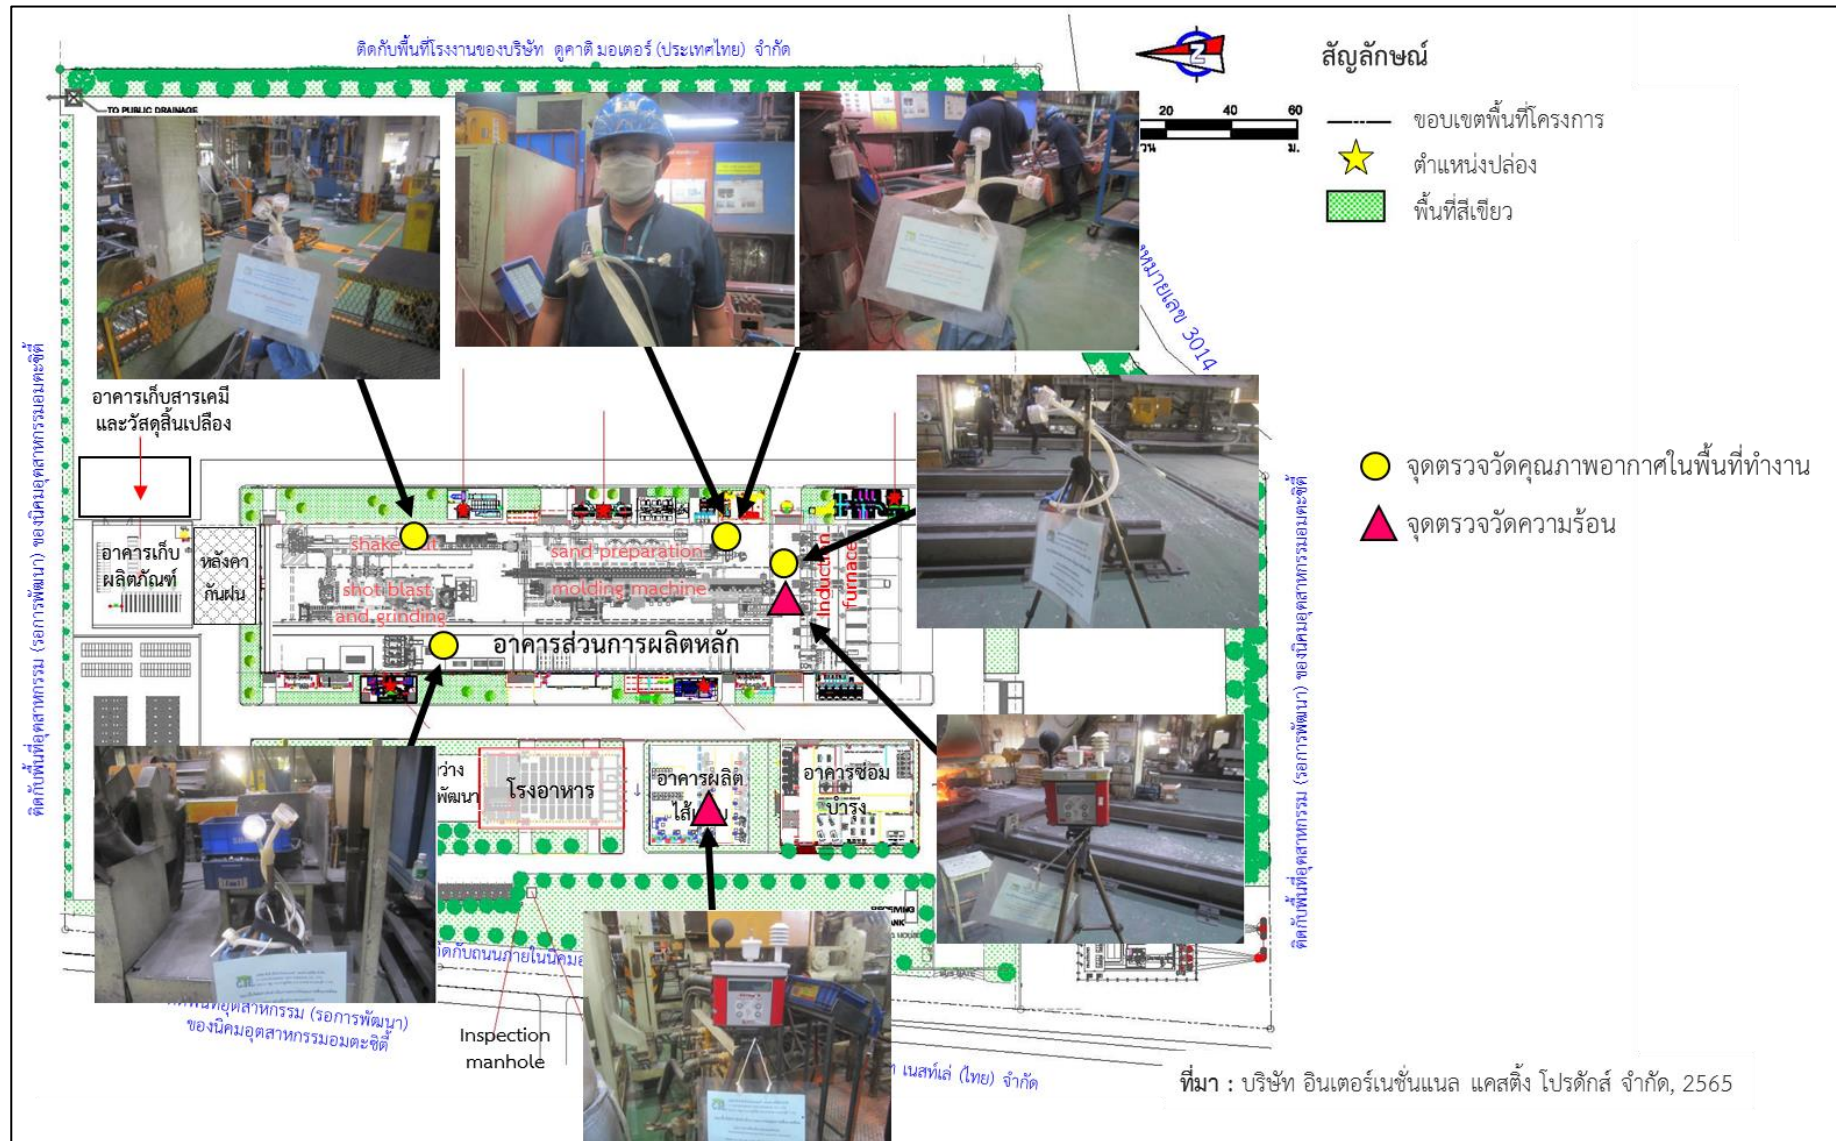 ติดกับพื้นที่โรงงานของบริษัท ดูคาติ มอเตอร์ (ประเทศไทย) จำกัด
Z
สัญลักษณ์
20 40 60
ม.
ขอบเขตพื้นที่โครงการ
ตำแหน่งปล่อง
พื้นที่สีเขียว
TO PUBLIC DRAINAGE
หมายเลข 3014
ติดกับพื้นที่อุตสาหกรรม (รอการพัฒนา) ของนิคมอุตสาหกรรมอมตะซิตี้
อาคารเก็บสารเคมี
และวัสดุสิ้นเปลือง
จุดตรวจวัดคุณภาพอากาศในพื้นที่ทำงาน
จุดตรวจวัดความร้อน
ติดกับพื้นที่อุตสาหกรรม (รอการพัฒนา) ของนิคมอุตสาหกรรมอมตะซิตี้
อาคารเก็บ
ผลิตภัณฑ์
หลังคา
กันฝน
sand preparation
shot blast
and grinding
molding machine
Induction
furnace
อาคารส่วนการผลิตหลัก
โรงอาหาร
อาคารผลิต
อาคารซ่อม
บำรุง
RECEIVING
(รอการพัฒนา)
ของนิคมอุตสาหกรรมอมตะซิตี้
Inspection
manhole
เนสท์เล่ (ไทย) จำกัด
ที่มา : บริษัท อินเตอร์เนชั่นแนล แคสติ้ง โปรดักส์ จำกัด, 2565